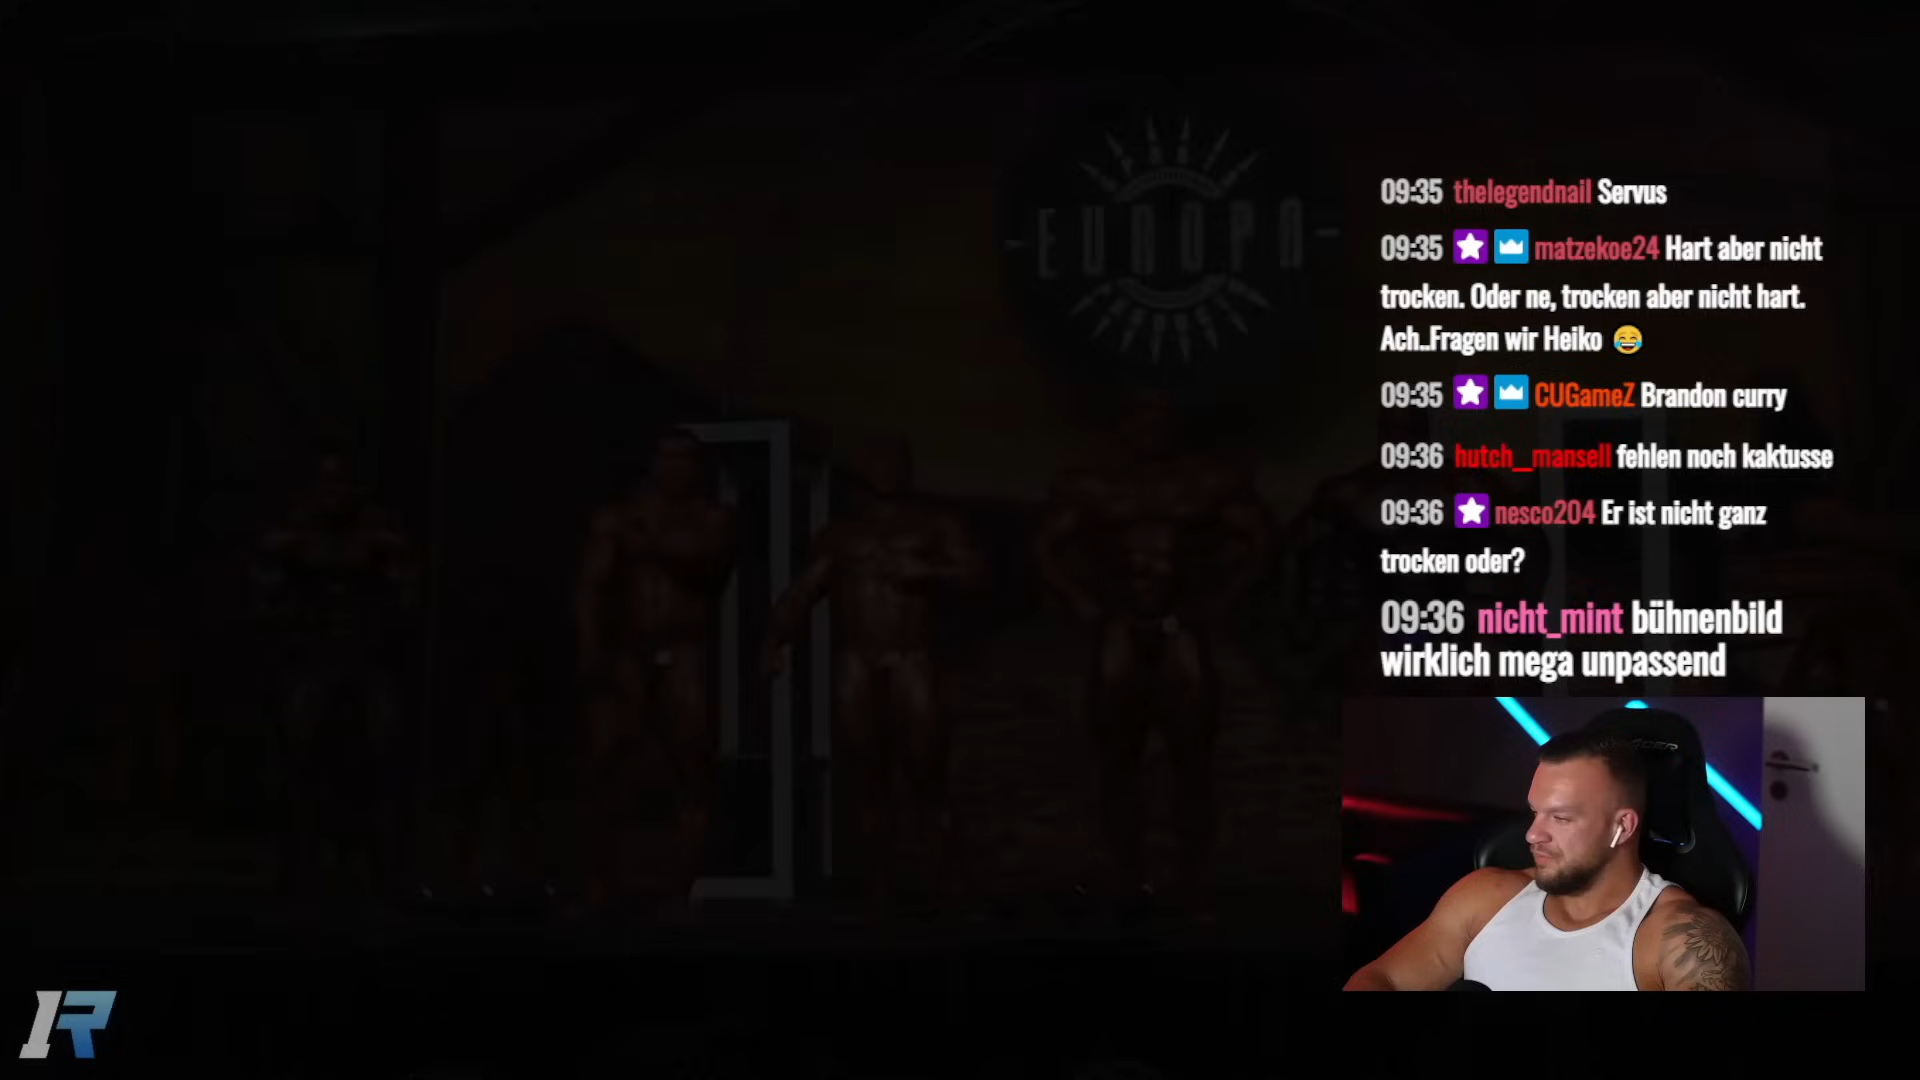 EUROPA
09:35 thelegendnail Servus
09:35 matzekoe24 Hart aber nicht
trocken. Oder ne, trocken aber nicht hart.
Ach..Fragen wir Heiko 😂
09:35 CUGameZ Brandon curry
09:36 hutch__mansell fehlen noch kaktusse
09:36 nesco204 Er ist nicht ganz
trocken oder?
09:36 nicht_mint bühnenbild
wirklich mega unpassend
IR